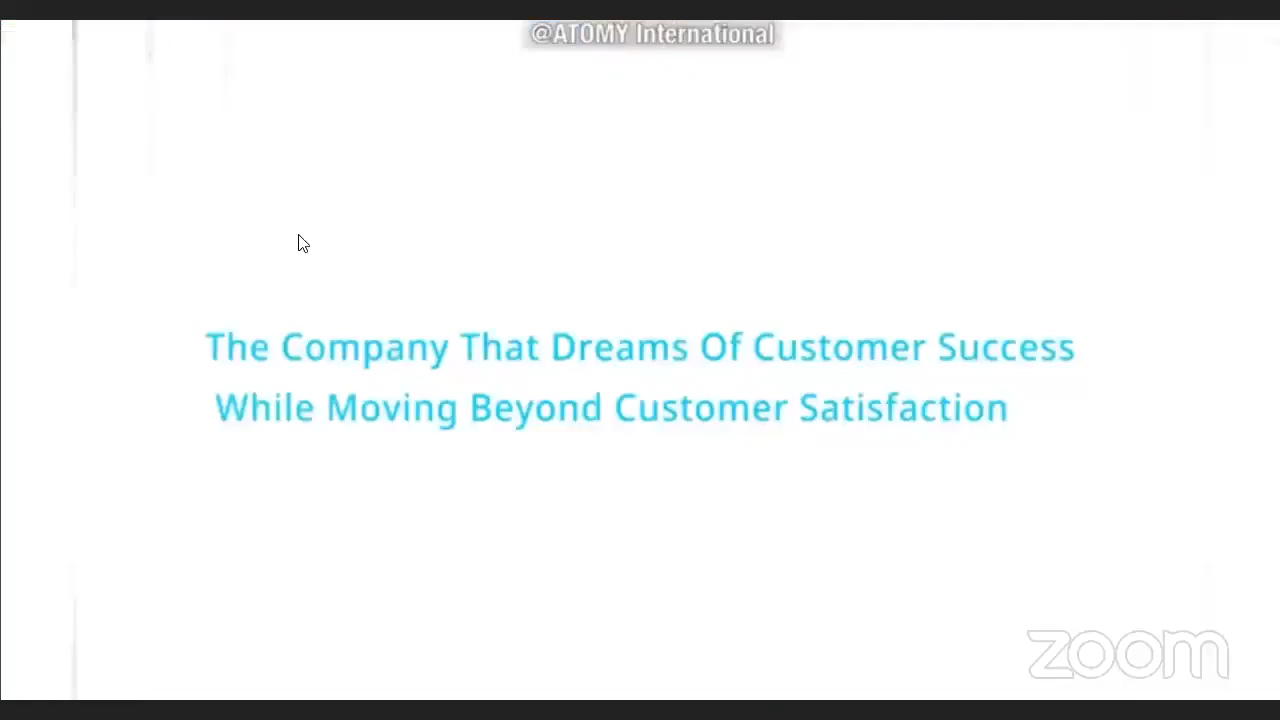 @ATOMY International
The Company That Dreams Of Customer Success
While Moving Beyond Customer Satisfaction
zoom